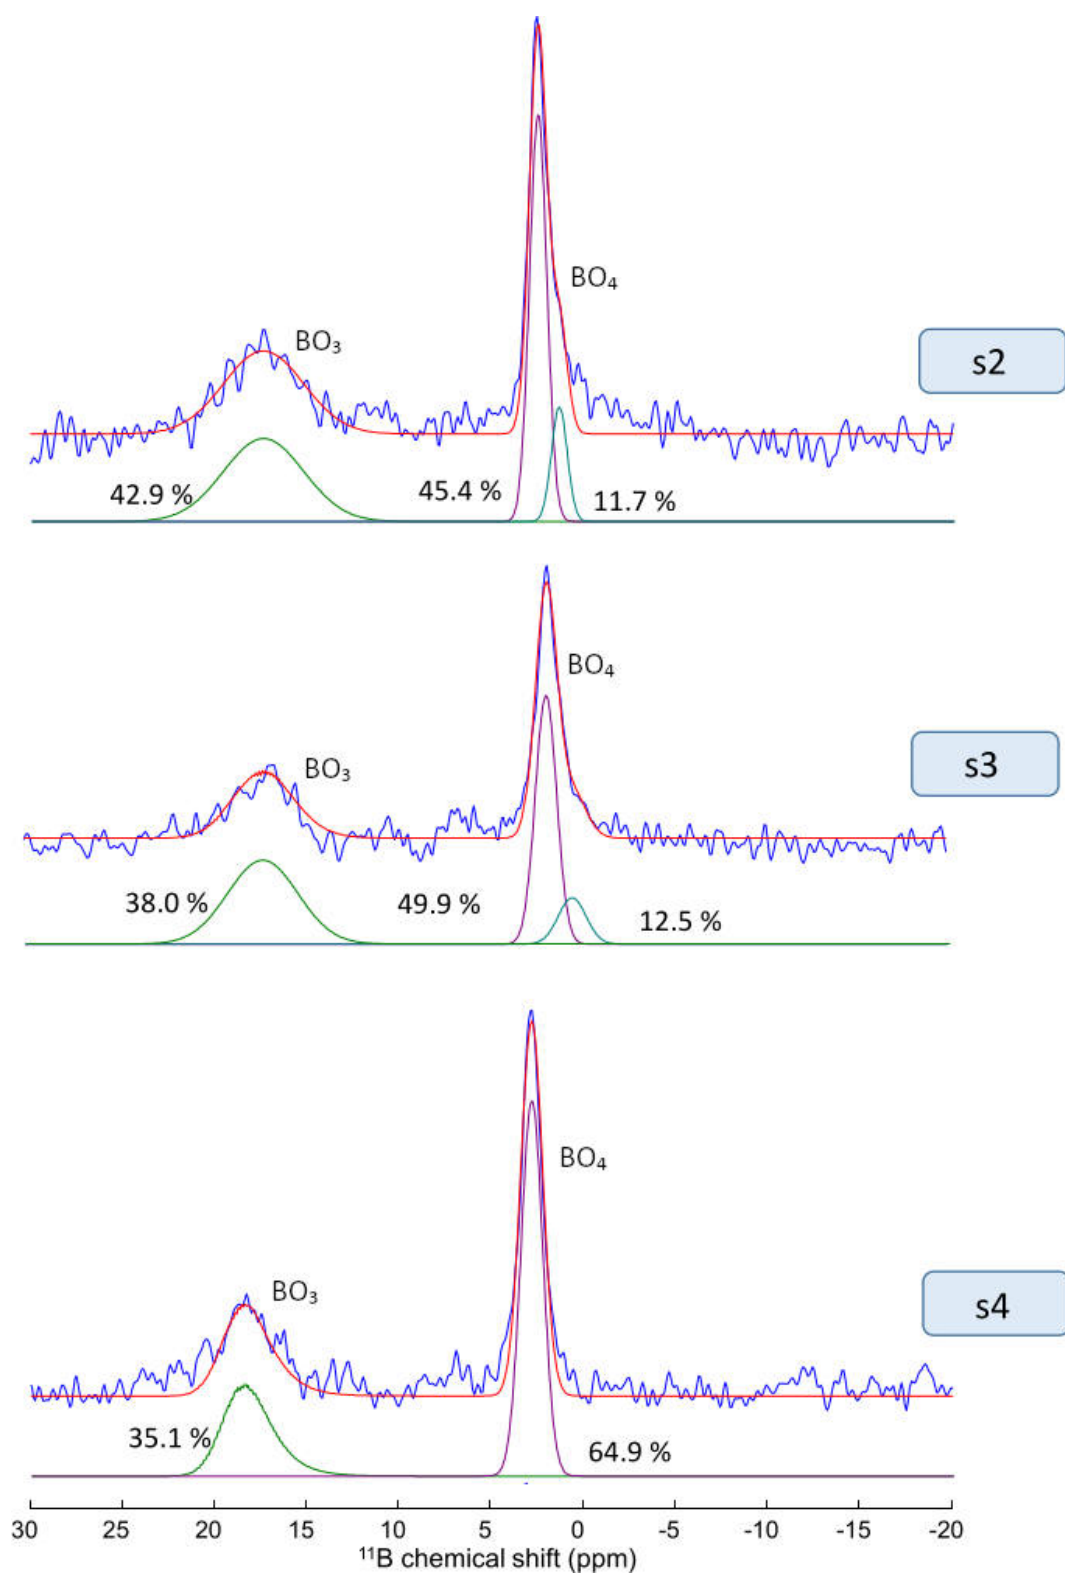 BO₄
BO₃
s2
42.9 %
45.4 %
11.7 %
BO₄
BO₃
s3
38.0 %
49.9 %
12.5 %
BO₄
BO₃
s4
35.1 %
64.9 %
30 25 20 15 10 5 0 -5 -10 -15 -20
¹¹B chemical shift (ppm)